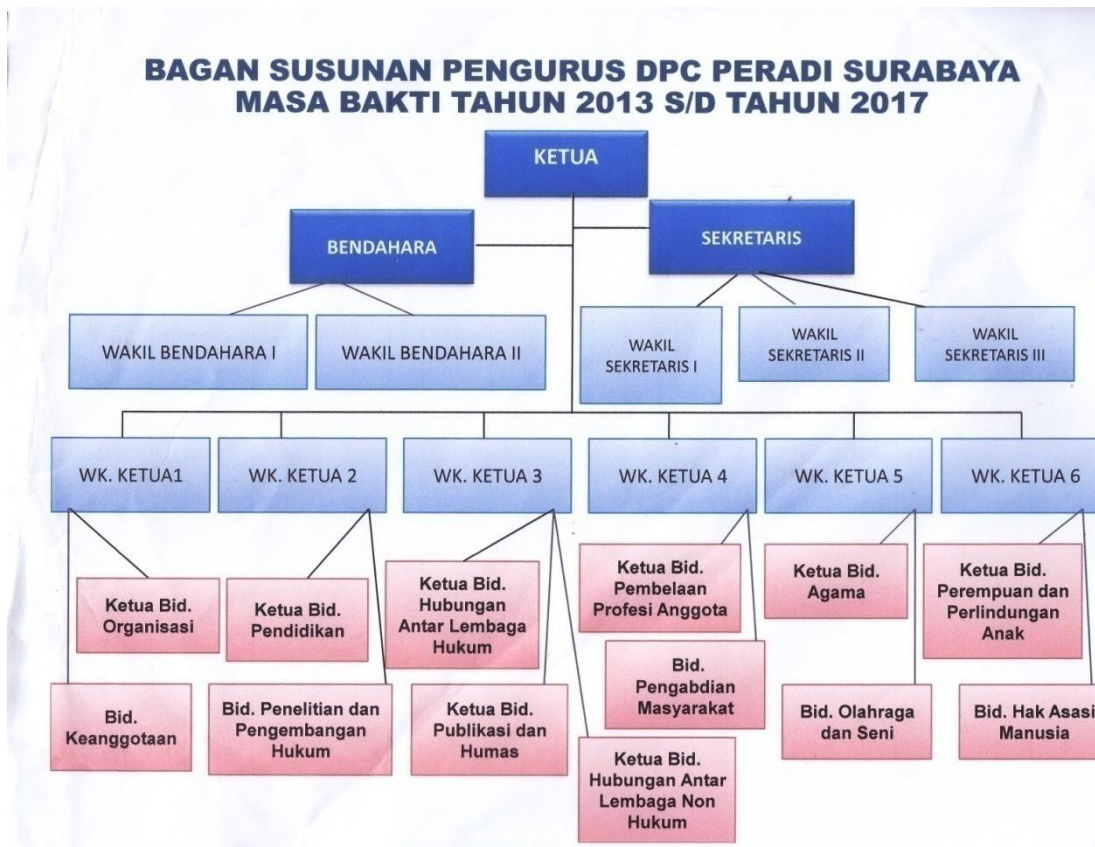 BAGAN SUSUNAN PENGURUS DPC PERADI SURABAYA
MASA BAKTI TAHUN 2013 S/D TAHUN 2017
KETUA
BENDAHARA
SEKRETARIS
WAKIL BENDAHARA I
WAKIL BENDAHARA II
WAKIL
SEKRETARIS I
WAKIL
SEKRETARIS II
WAKIL
SEKRETARIS III
WK. KETUA1
WK. KETUA 2
WK. KETUA 3
WK. KETUA 4
WK. KETUA 5
WK. KETUA 6
Ketua Bid.
Organisasi
Ketua Bid.
Pendidikan
Ketua Bid.
Hubungan
Antar Lembaga
Hukum
Ketua Bid.
Pembelaan
Profesi Anggota
Ketua Bid.
Agama
Ketua Bid.
Perempuan dan
Perlindungan
Anak
Bid.
Keanggotaan
Bid. Penelitian dan
Pengembangan
Hukum
Ketua Bid.
Publikasi dan
Humas
Ketua Bid.
Hubungan Antar
Lembaga Non
Hukum
Bid.
Pengabdian
Masyarakat
Bid. Olahraga
dan Seni
Bid. Hak Asasi
Manusia